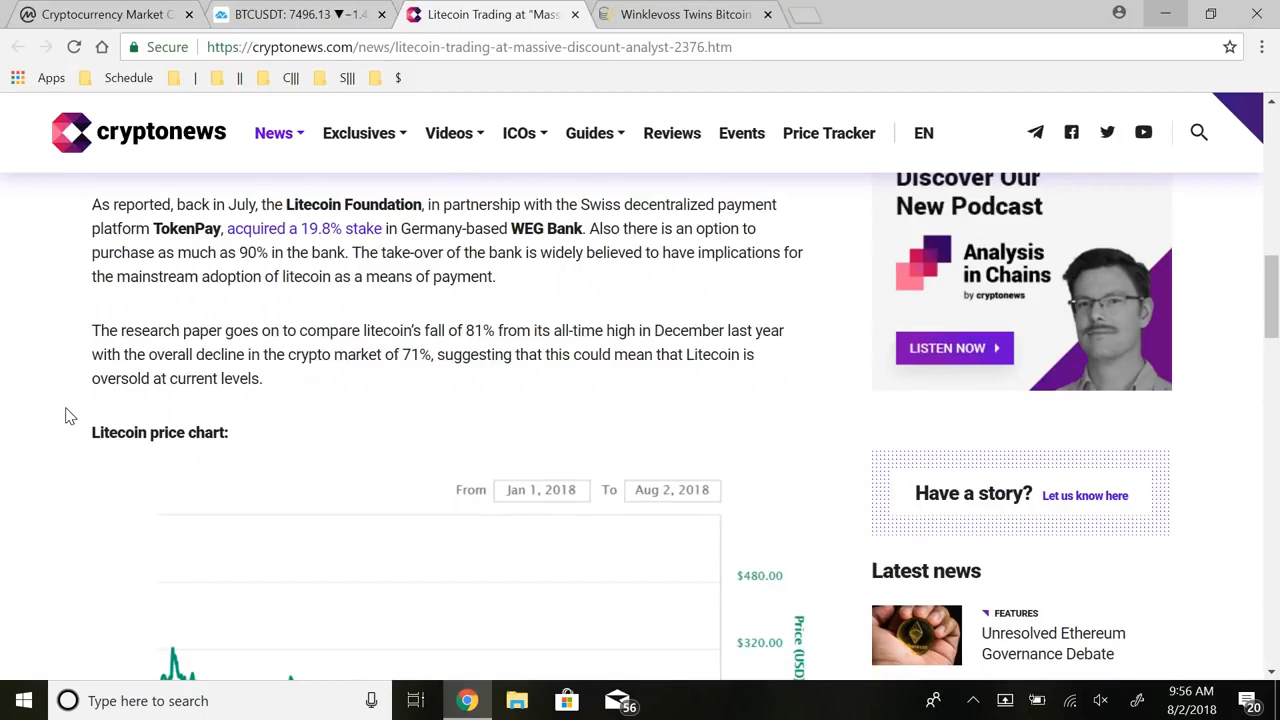 Cryptocurrency Market C
BTCUSDT: 7496.13 ▼−1.4
Litecoin Trading at "Mass
Winklevoss Twins Bitcoin
Secure
https://cryptonews.com/news/litecoin-trading-at-massive-discount-analyst-2376.htm
Apps
Schedule
|
||
C|||
S|||
$
cryptonews
News
Exclusives
Videos
ICOs
Guides
Reviews
Events
Price Tracker
EN
As reported, back in July, the Litecoin Foundation, in partnership with the Swiss decentralized payment
platform TokenPay, acquired a 19.8% stake in Germany-based WEG Bank. Also there is an option to
purchase as much as 90% in the bank. The take-over of the bank is widely believed to have implications for
the mainstream adoption of litecoin as a means of payment.
The research paper goes on to compare litecoin's fall of 81% from its all-time high in December last year
with the overall decline in the crypto market of 71%, suggesting that this could mean that Litecoin is
oversold at current levels.
Litecoin price chart:
From Jan 1, 2018 To Aug 2, 2018
$480.00
$320.00
Price (USD)
Discover Our
New Podcast
Analysis
in Chains
by cryptonews
LISTEN NOW
Have a story? Let us know here
Latest news
FEATURES
Unresolved Ethereum
Governance Debate
Type here to search
56
9:56 AM
8/2/2018
20